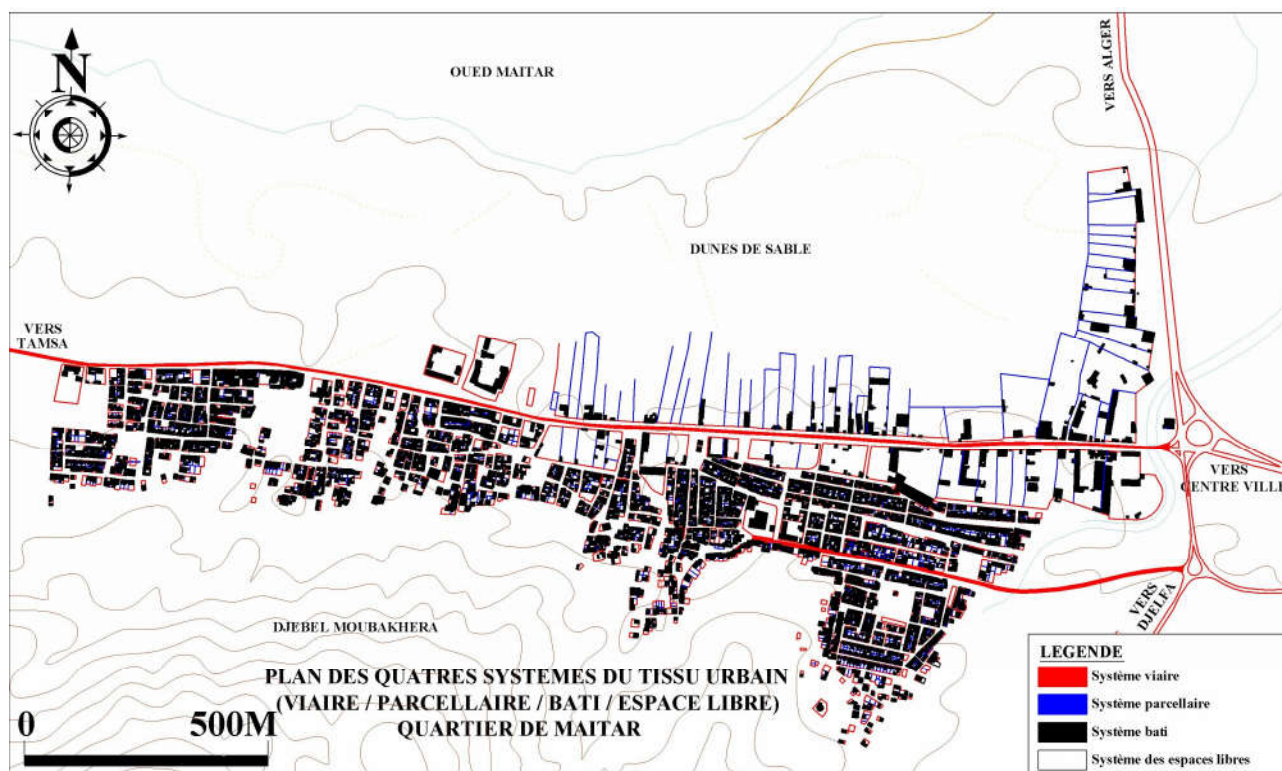 N
OUED MAITAR
VERS ALGER
DUNES DE SABLE
VERS
TAMSA
VERS
CENTRE VILLE
VERS
DJELFA
DJEBEL MOUBAKHERA
PLAN DES QUATRES SYSTEMES DU TISSU URBAIN
(VIAIRE / PARCELLAIRE / BATI / ESPACE LIBRE)
QUARTIER DE MAITAR
0 500M
LEGENDE
Système viaire
Système parcellaire
Système bati
Système des espaces libres